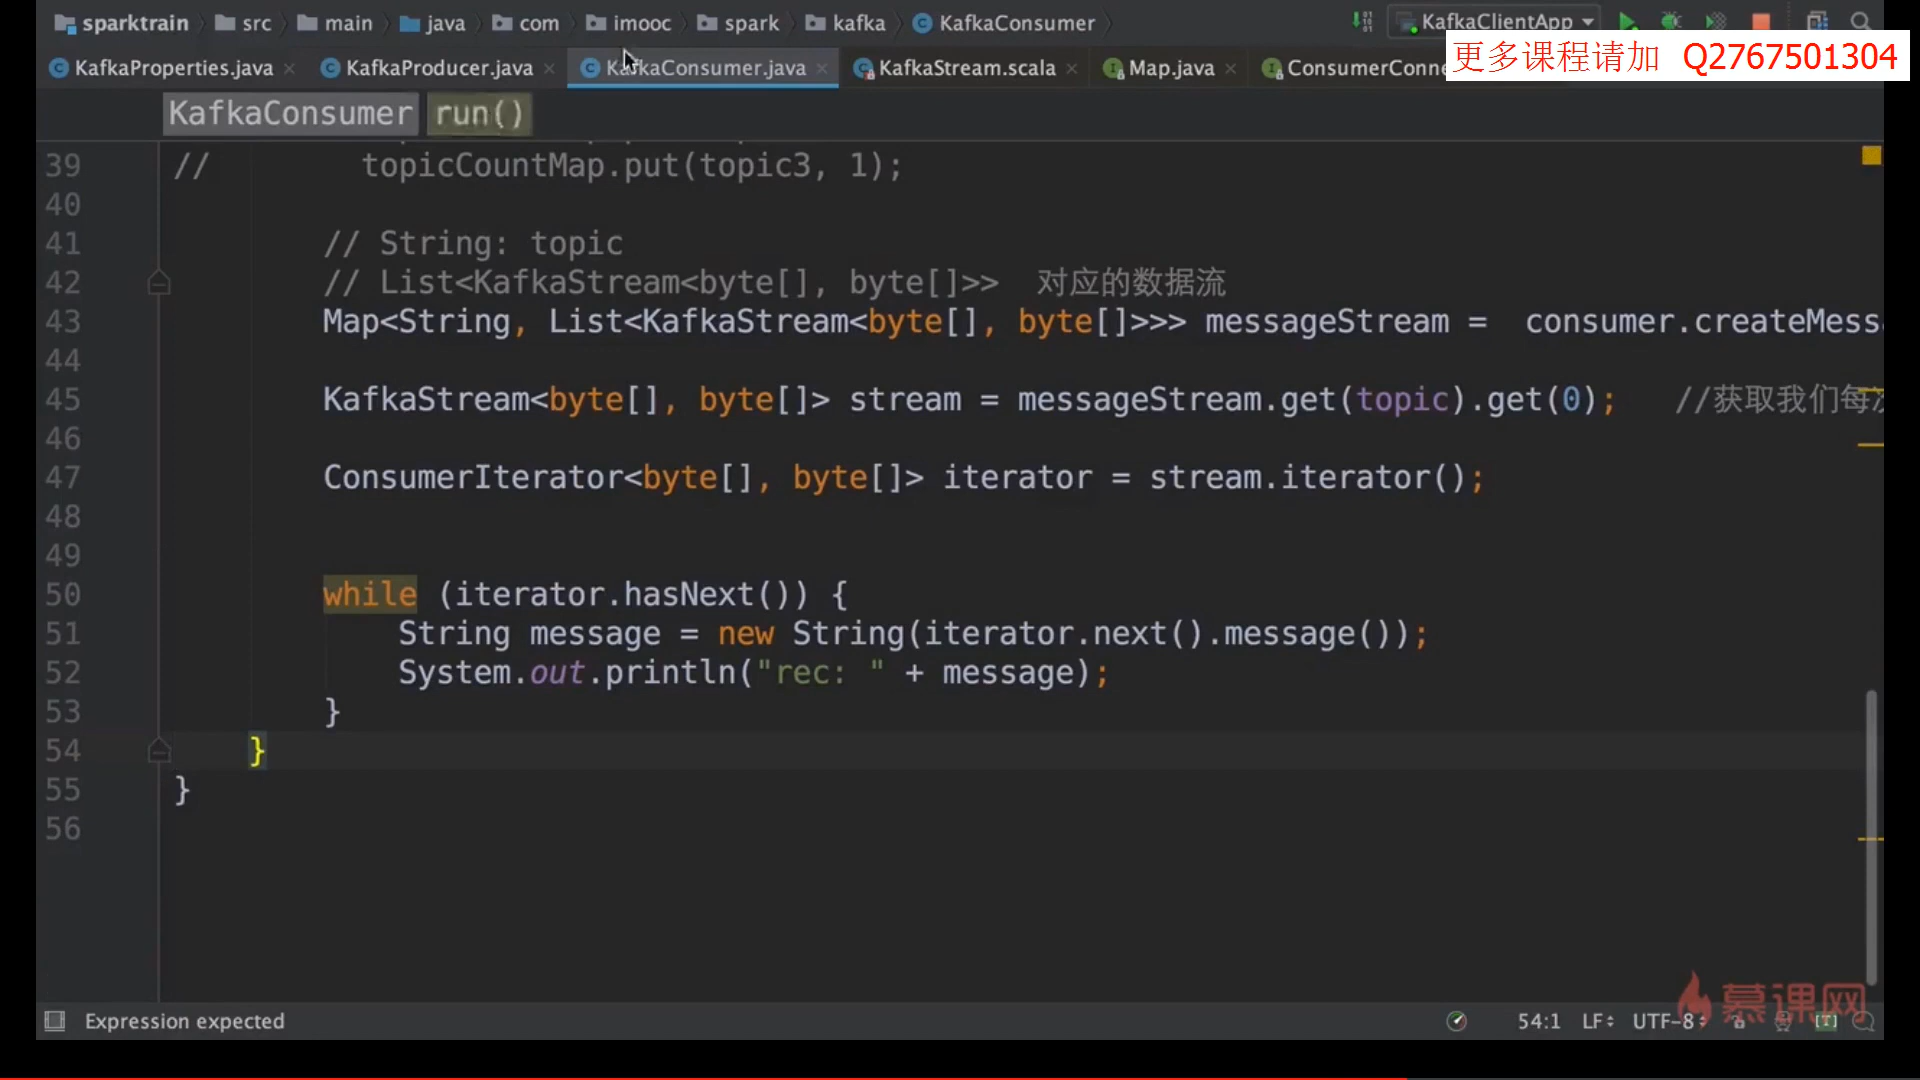 sparktrain src main java com imooc spark kafka KafkaConsumer KafkaClientApp
更多课程请加 Q2767501304
KafkaProperties.java KafkaProducer.java KafkaConsumer.java KafkaStream.scala Map.java ConsumerConne
KafkaConsumer run()
39 // topicCountMap.put(topic3, 1);
40
41 // String: topic
42 // List<KafkaStream<byte[], byte[]>> 对应的数据流
43 Map<String, List<KafkaStream<byte[], byte[]>>> messageStream = consumer.createMess
44
45 KafkaStream<byte[], byte[]> stream = messageStream.get(topic).get(0); //获取我们每次
46
47 ConsumerIterator<byte[], byte[]> iterator = stream.iterator();
48
49
50 while (iterator.hasNext()) {
51 String message = new String(iterator.next().message());
52 System.out.println("rec: " + message);
53 }
54 }
55 }
56
慕课网
Expression expected 54:1 LF UTF-8 [T]